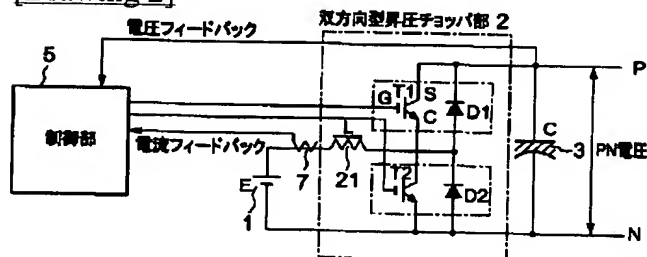 双方向型昇圧チョッパ部 2
電圧フィードバック
5
P
T1
S
G
C
D1
制御部
C
3
PN電圧
電流フィードバック
7
21
T2
E
D2
1
N